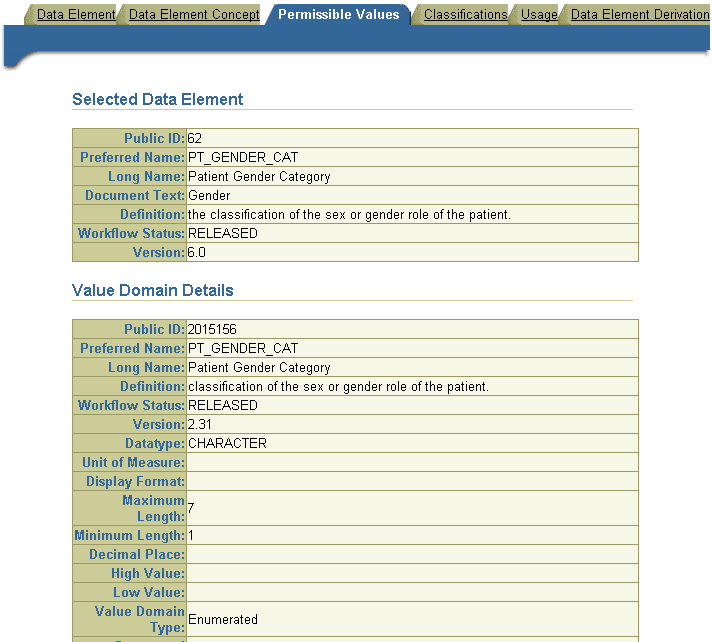 Data Element Data Element Concept Permissible Values Classifications Usage Data Element Derivation
Selected Data Element
Public ID: 62
Preferred Name: PT_GENDER_CAT
Long Name: Patient Gender Category
Document Text: Gender
Definition: the classification of the sex or gender role of the patient.
Workflow Status: RELEASED
Version: 6.0
Value Domain Details
Public ID: 2015156
Preferred Name: PT_GENDER_CAT
Long Name: Patient Gender Category
Definition: classification of the sex or gender role of the patient.
Workflow Status: RELEASED
Version: 2.31
Datatype: CHARACTER
Unit of Measure:
Display Format:
Maximum
Length: 7
Minimum Length: 1
Decimal Place:
High Value:
Low Value:
Value Domain
Type: Enumerated